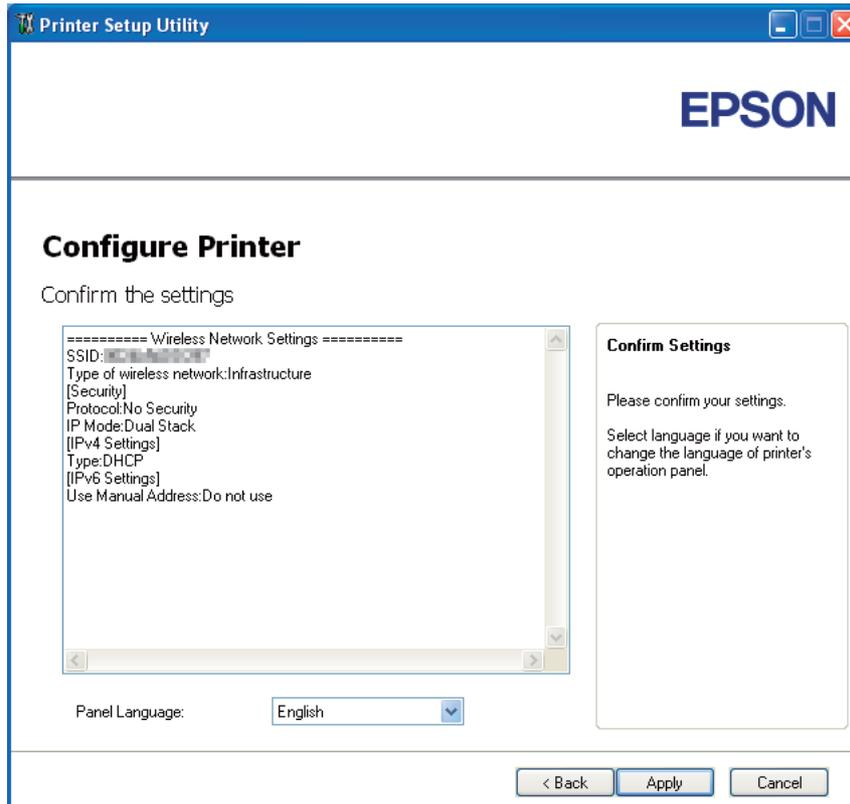 Printer Setup Utility
EPSON
Configure Printer
Confirm the settings
========== Wireless Network Settings ==========
SSID:
Type of wireless network:Infrastructure
[Security]
Protocol:No Security
IP Mode:Dual Stack
[IPv4 Settings]
Type:DHCP
[IPv6 Settings]
Use Manual Address:Do not use
Confirm Settings
Please confirm your settings.
Select language if you want to
change the language of printer's
operation panel.
Panel Language:
English
< Back
Apply
Cancel